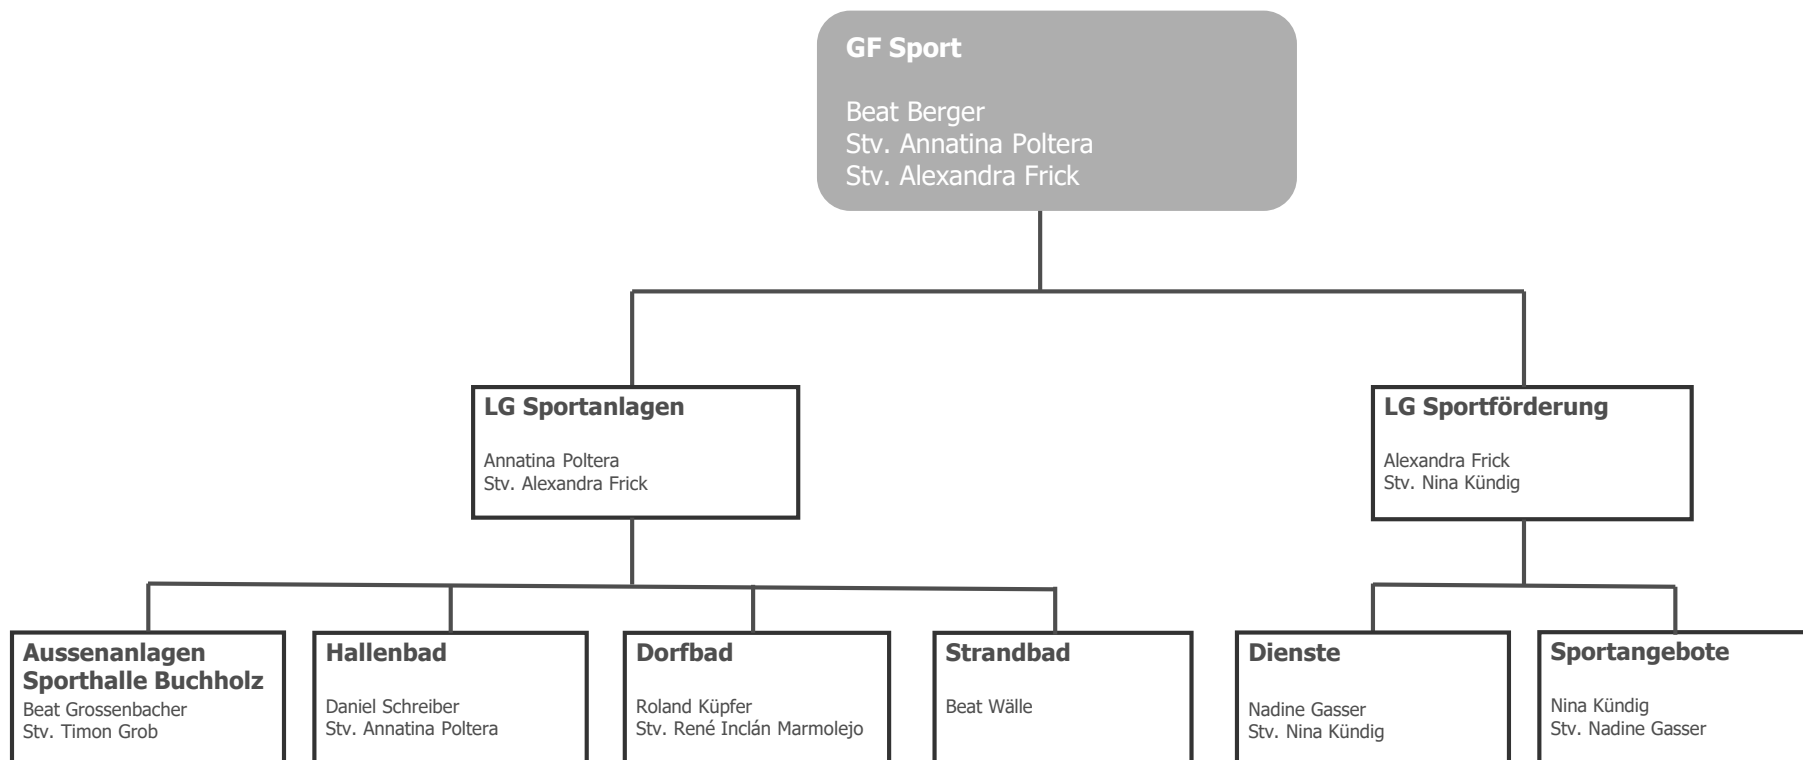 GF Sport
Beat Berger
Stv. Annatina Poltera
Stv. Alexandra Frick
LG Sportanlagen
Annatina Poltera
Stv. Alexandra Frick
LG Sportförderung
Alexandra Frick
Stv. Nina Kündig
Aussenanlagen
Sporthalle Buchholz
Beat Grossenbacher
Stv. Timon Grob
Hallenbad
Daniel Schreiber
Stv. Annatina Poltera
Dorfbad
Roland Küpfer
Stv. René Inclán Marmolejo
Strandbad
Beat Wälle
Dienste
Nadine Gasser
Stv. Nina Kündig
Sportangebote
Nina Kündig
Stv. Nadine Gasser